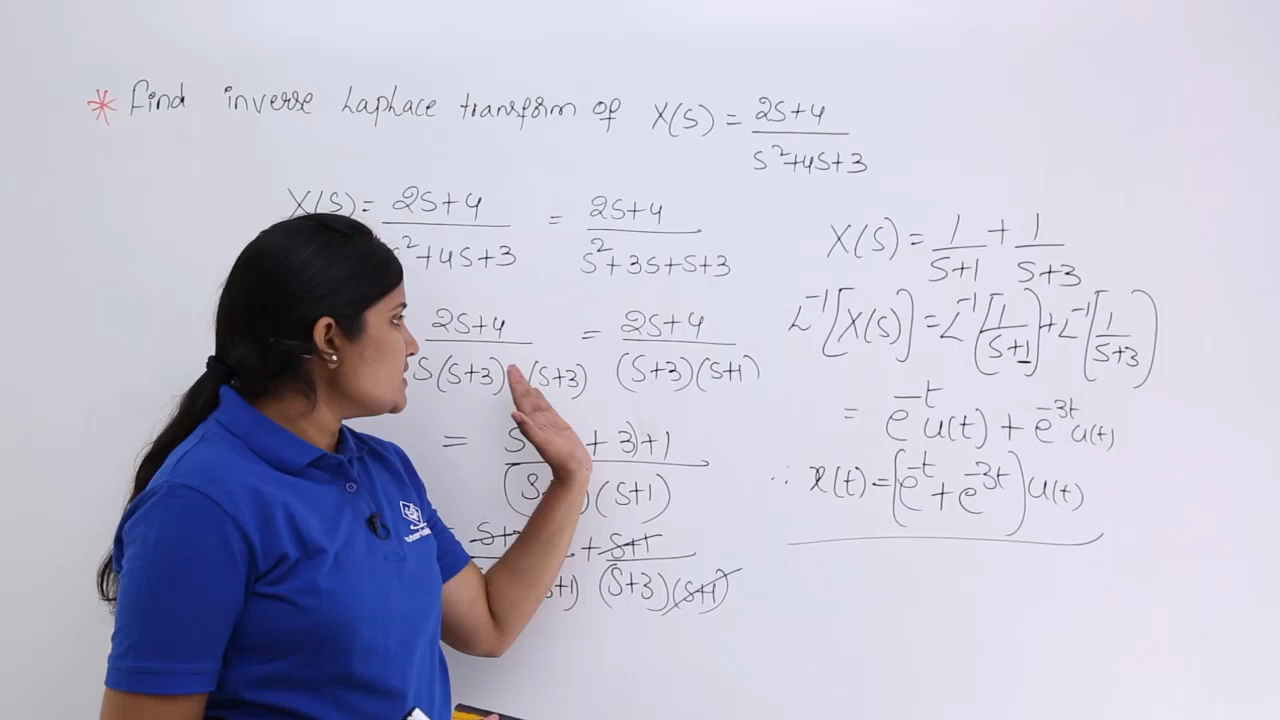 * Find inverse Laplace transform of X(S) = 2S+4 / S²+4S+3
X(S) = 2S+4 / S²+4S+3 = 2S+4 / S²+3S+S+3
2S+4 / S(S+3) (S+3) = 2S+4 / (S+3)(S+1)
= S + 3)+1 / (S )(S+1)
+ S+1 / (S+3)(S+1)
X(S) = 1/S+1 + 1/S+3
L⁻¹[X(S)] = L⁻¹[1/S+1] + L⁻¹[1/S+3]
= e⁻ᵗu(t) + e⁻³ᵗu(t)
∴ x(t) = (e⁻ᵗ + e⁻³ᵗ) u(t)